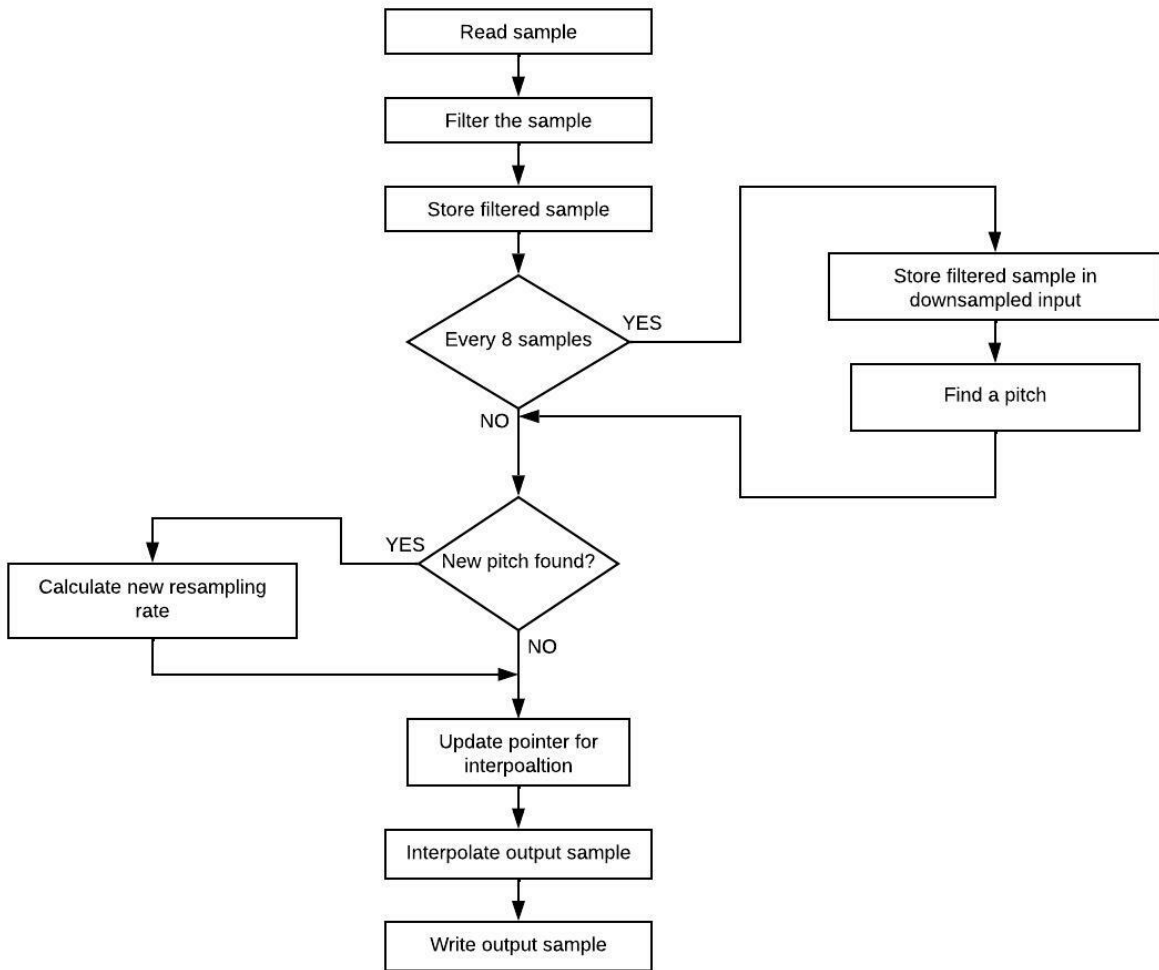 Read sample
Filter the sample
Store filtered sample
Every 8 samples
YES
Store filtered sample in
downsampled input
Find a pitch
NO
New pitch found?
YES
Calculate new resampling
rate
NO
Update pointer for
interpoaltion
Interpolate output sample
Write output sample